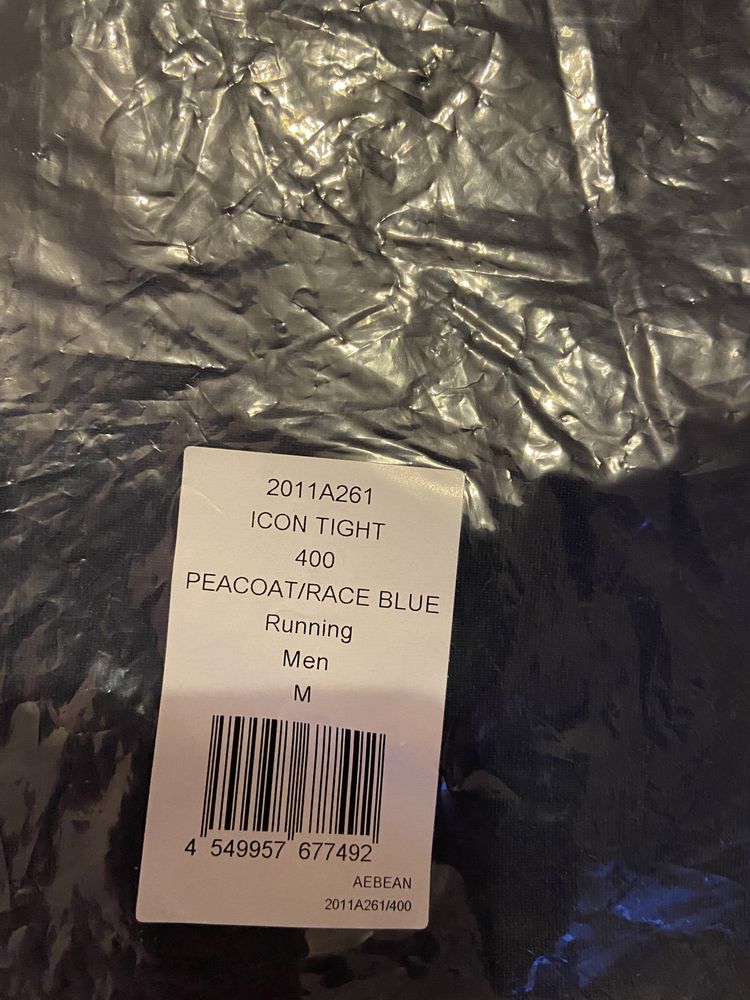 2011A261
ICON TIGHT
400
PEACOAT/RACE BLUE
Running
Men
M
4 549957 677492
AEBEAN
2011A261/400